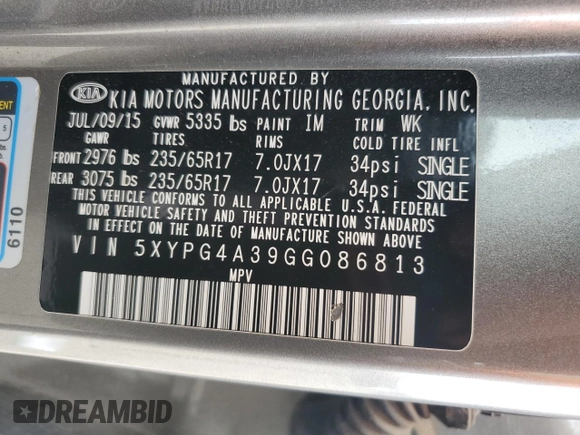 MANUFACTURED BY
KIA KIA MOTORS MANUFACTURING GEORGIA, INC.
JUL/09/15 GVWR 5335 lbs PAINT IM TRIM WK
GAWR TIRES RIMS COLD TIRE INFL
FRONT 2976 lbs 235/65R17 7.0JX17 34psi SINGLE
REAR 3075 lbs 235/65R17 7.0JX17 34psi SINGLE
THIS VEHICLE CONFORMS TO ALL APPLICABLE U.S.A. FEDERAL
MOTOR VEHICLE SAFETY AND THEFT PREVENTION STANDARDS
IN EFFECT ON THE DATE OF MANUFACTURE SHOWN ABOVE.
VIN 5XYPG4A39GG086813
MPV
6110
DREAMBID